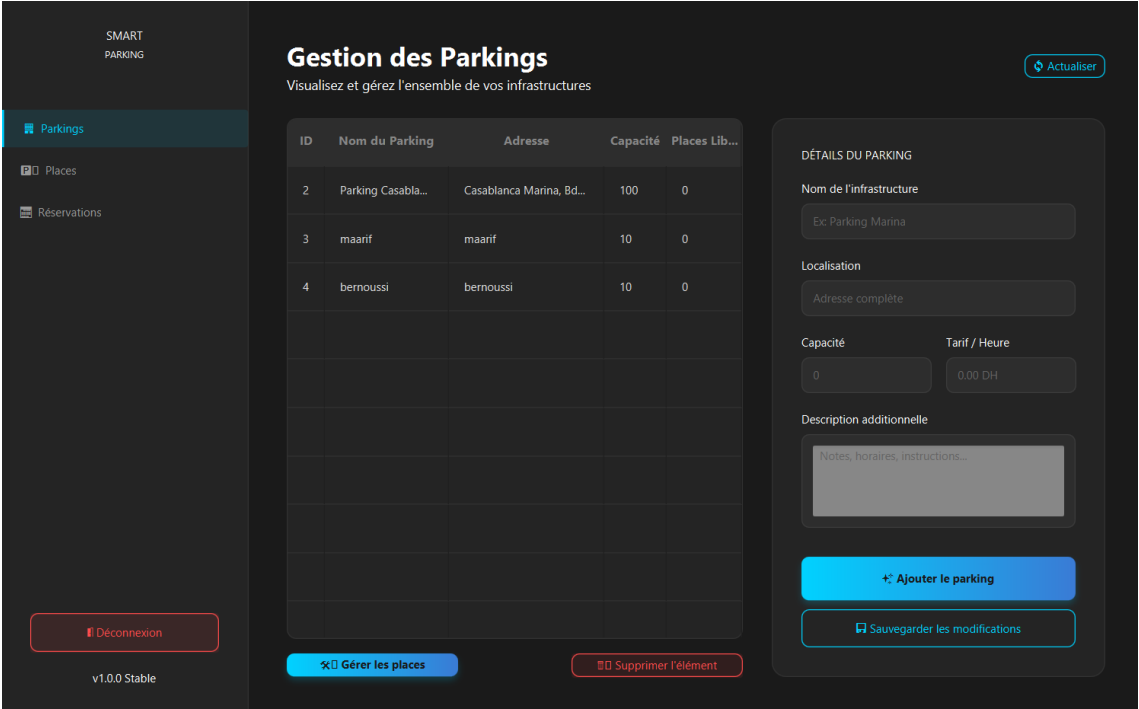 SMART
PARKING
Parkings
Places
Réservations
Déconnexion
v1.0.0 Stable
Gestion des Parkings
Visualisez et gérez l'ensemble de vos infrastructures
Actualiser
ID Nom du Parking Adresse Capacité Places Lib...
2 Parking Casabla... Casablanca Marina, Bd... 100 0
3 maarif maarif 10 0
4 bernoussi bernoussi 10 0
Gérer les places
Supprimer l'élément
DÉTAILS DU PARKING
Nom de l'infrastructure
Ex: Parking Marina
Localisation
Adresse complète
Capacité Tarif / Heure
0 0.00 DH
Description additionnelle
Notes, horaires, instructions...
Ajouter le parking
Sauvegarder les modifications